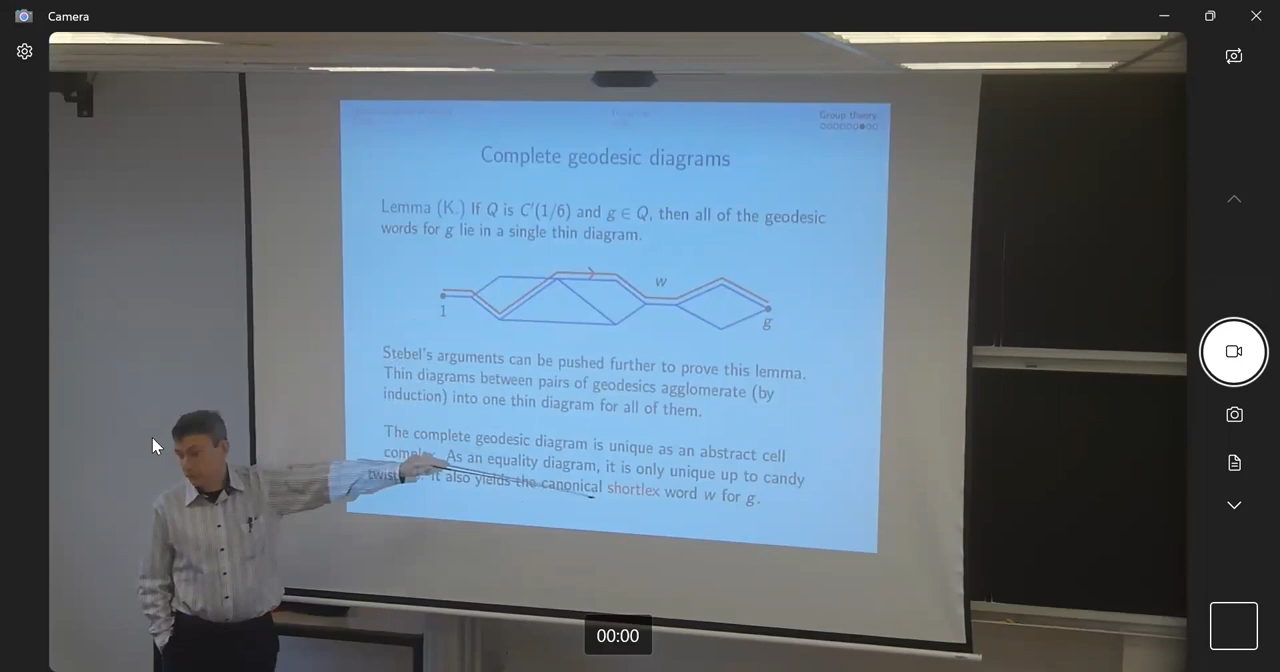 Camera
Group theory
Complete geodesic diagrams
Lemma (K.) If Q is C′(1/6) and g ∈ Q, then all of the geodesic
words for g lie in a single thin diagram.
w
1
g
Stebel's arguments can be pushed further to prove this lemma.
Thin diagrams between pairs of geodesics agglomerate (by
induction) into one thin diagram for all of them.
The complete geodesic diagram is unique as an abstract cell
As an equality diagram, it is only unique up to candy
It also yields the canonical shortlex word w for g.
00:00